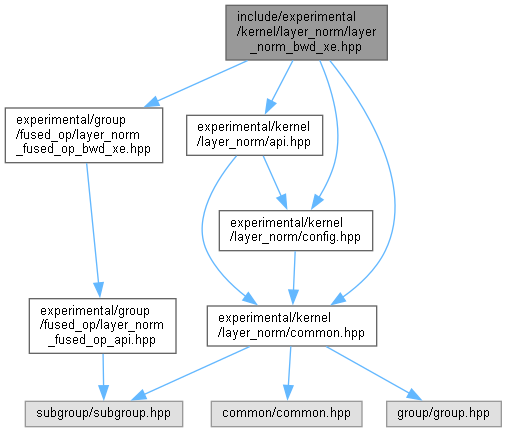 include/experimental
/kernel/layer_norm/layer
_norm_bwd_xe.hpp
experimental/group
/fused_op/layer_norm
_fused_op_bwd_xe.hpp
experimental/kernel
/layer_norm/api.hpp
experimental/kernel
/layer_norm/config.hpp
experimental/group
/fused_op/layer_norm
_fused_op_api.hpp
experimental/kernel
/layer_norm/common.hpp
subgroup/subgroup.hpp
common/common.hpp
group/group.hpp